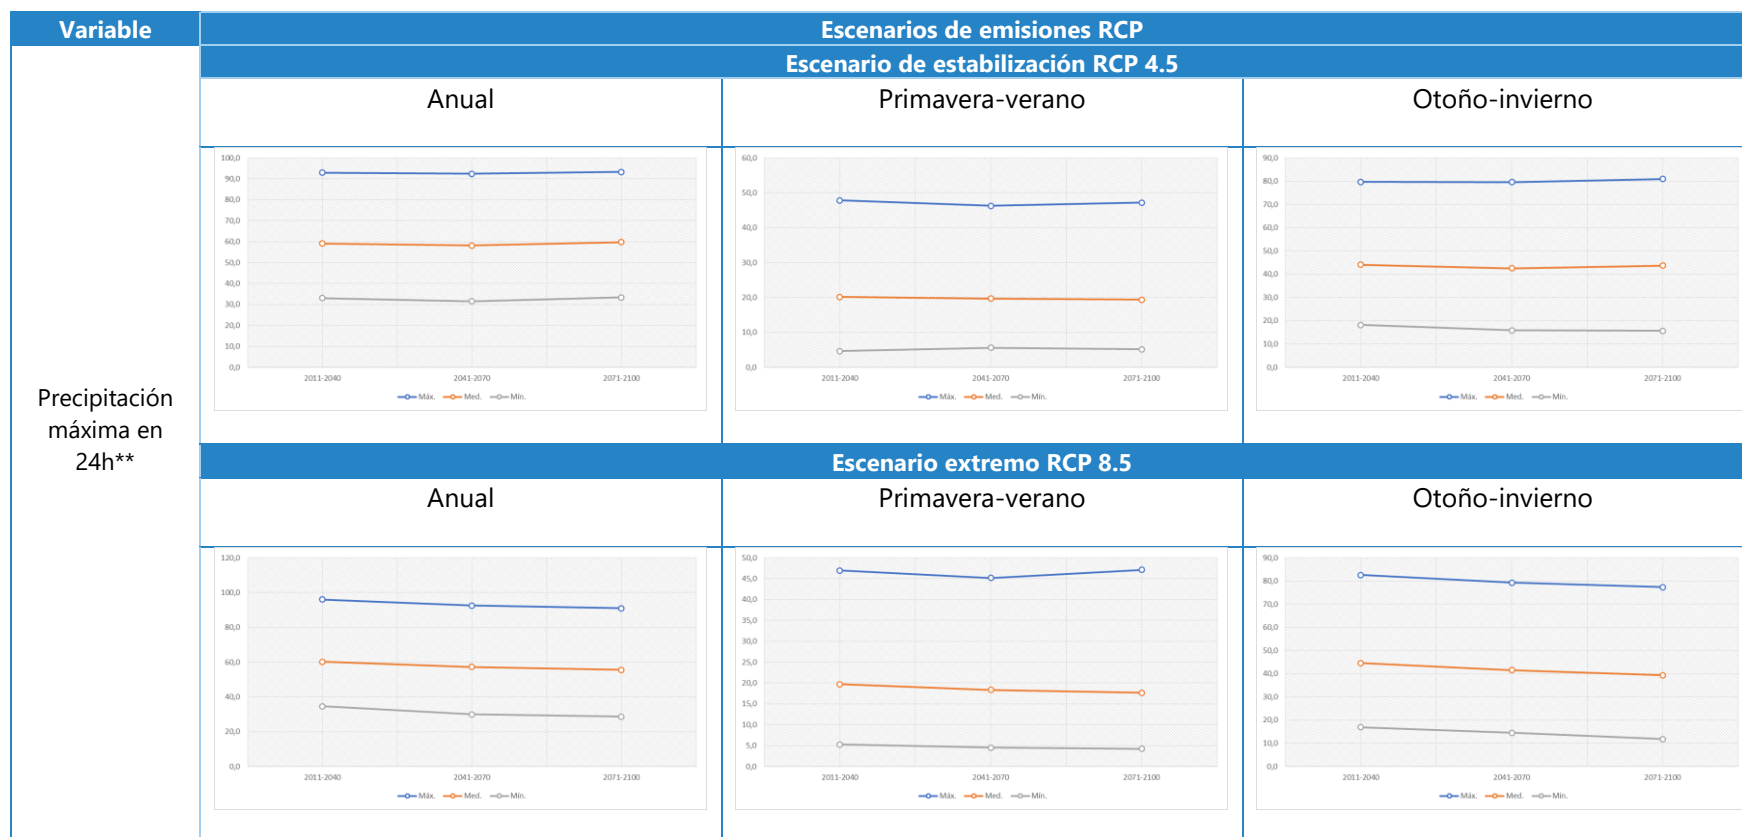 Variable
Escenarios de emisiones RCP
Escenario de estabilización RCP 4.5
Anual
Primavera-verano
Otoño-invierno
100,0
90,0
80,0
70,0
60,0
50,0
40,0
30,0
20,0
10,0
0,0
2011-2040 2041-2070 2071-2100
Máx. Med. Mín.
60,0
50,0
40,0
30,0
20,0
10,0
0,0
2011-2040 2041-2070 2071-2100
Máx. Med. Mín.
90,0
80,0
70,0
60,0
50,0
40,0
30,0
20,0
10,0
0,0
2011-2040 2041-2070 2071-2100
Máx. Med. Mín.
Precipitación
máxima en
24h**
Escenario extremo RCP 8.5
Anual
Primavera-verano
Otoño-invierno
120,0
100,0
80,0
60,0
40,0
20,0
0,0
2011-2040 2041-2070 2071-2100
Máx. Med. Mín.
50,0
45,0
40,0
35,0
30,0
25,0
20,0
15,0
10,0
5,0
0,0
2011-2040 2041-2070 2071-2100
Máx. Med. Mín.
90,0
80,0
70,0
60,0
50,0
40,0
30,0
20,0
10,0
0,0
2011-2040 2041-2070 2071-2100
Máx. Med. Mín.